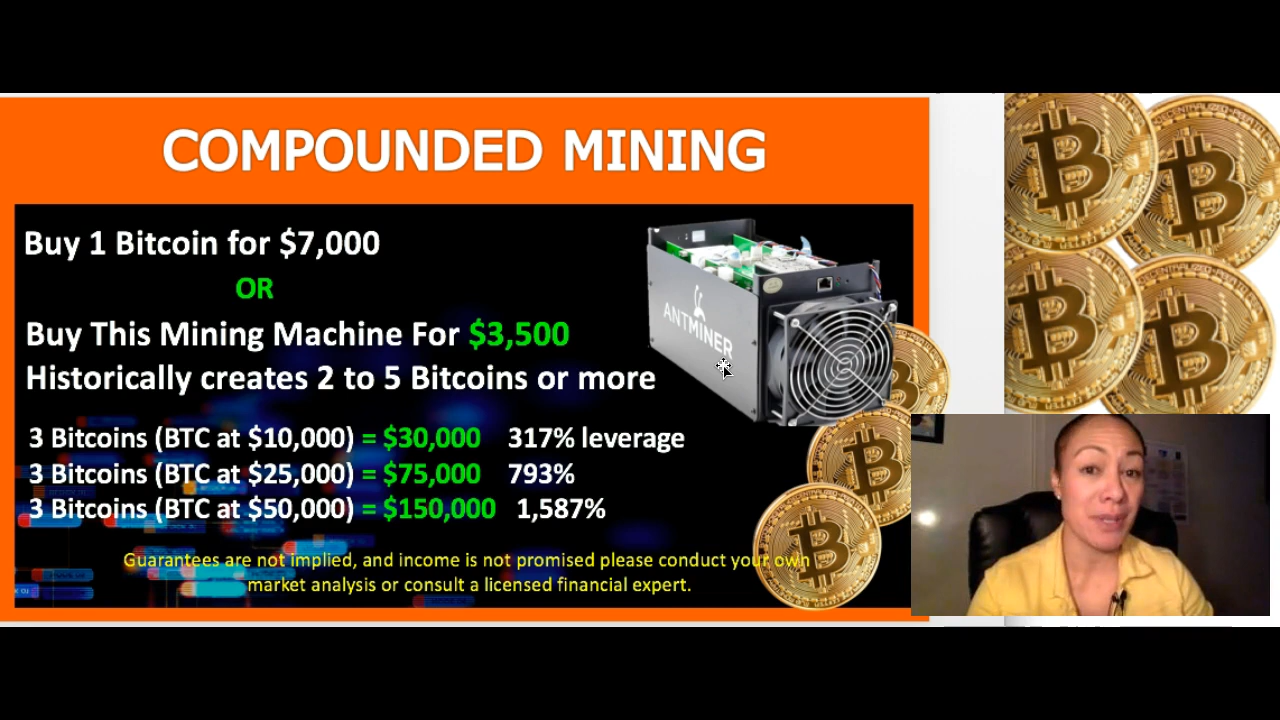 COMPOUNDED MINING
Buy 1 Bitcoin for $7,000
OR
Buy This Mining Machine For $3,500
Historically creates 2 to 5 Bitcoins or more
3 Bitcoins (BTC at $10,000) = $30,000 317% leverage
3 Bitcoins (BTC at $25,000) = $75,000 793%
3 Bitcoins (BTC at $50,000) = $150,000 1,587%
Guarantees are not implied, and income is not promised please conduct your own
market analysis or consult a licensed financial expert.
ANTMINER